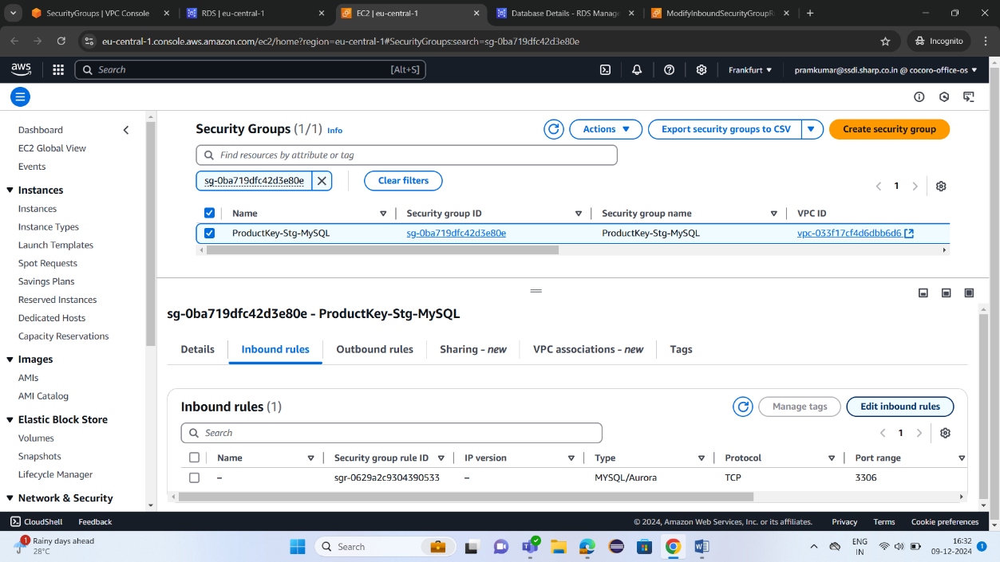 SecurityGroups | VPC Console
RDS | eu-central-1
EC2 | eu-central-1
Database Details - RDS Manage
ModifyInboundSecurityGroupR
eu-central-1.console.aws.amazon.com/ec2/home?region=eu-central-1#SecurityGroups:search=sg-0ba719dfc42d3e80e
Incognito
aws
Search
[Alt+S]
Frankfurt
pramkumar@ssdi.sharp.co.in @ cocoro-office-os
Dashboard
EC2 Global View
Events
Instances
Instances
Instance Types
Launch Templates
Spot Requests
Savings Plans
Reserved Instances
Dedicated Hosts
Capacity Reservations
Images
AMIs
AMI Catalog
Elastic Block Store
Volumes
Snapshots
Lifecycle Manager
Network & Security
Security Groups (1/1) Info
Actions
Export security groups to CSV
Create security group
Find resources by attribute or tag
sg-0ba719dfc42d3e80e
Clear filters
1
Name Security group ID Security group name VPC ID
ProductKey-Stg-MySQL sg-0ba719dfc42d3e80e ProductKey-Stg-MySQL vpc-033f17cf4d6dbb6d6
sg-0ba719dfc42d3e80e - ProductKey-Stg-MySQL
Details Inbound rules Outbound rules Sharing - new VPC associations - new Tags
Inbound rules (1)
Manage tags
Edit inbound rules
Search
1
Name Security group rule ID IP version Type Protocol Port range
– sgr-0629a2c9304390533 – MYSQL/Aurora TCP 3306
CloudShell Feedback
© 2024, Amazon Web Services, Inc. or its affiliates. Privacy Terms Cookie preferences
1
Rainy days ahead
28°C
Search
ENG
IN
16:32
09-12-2024
1